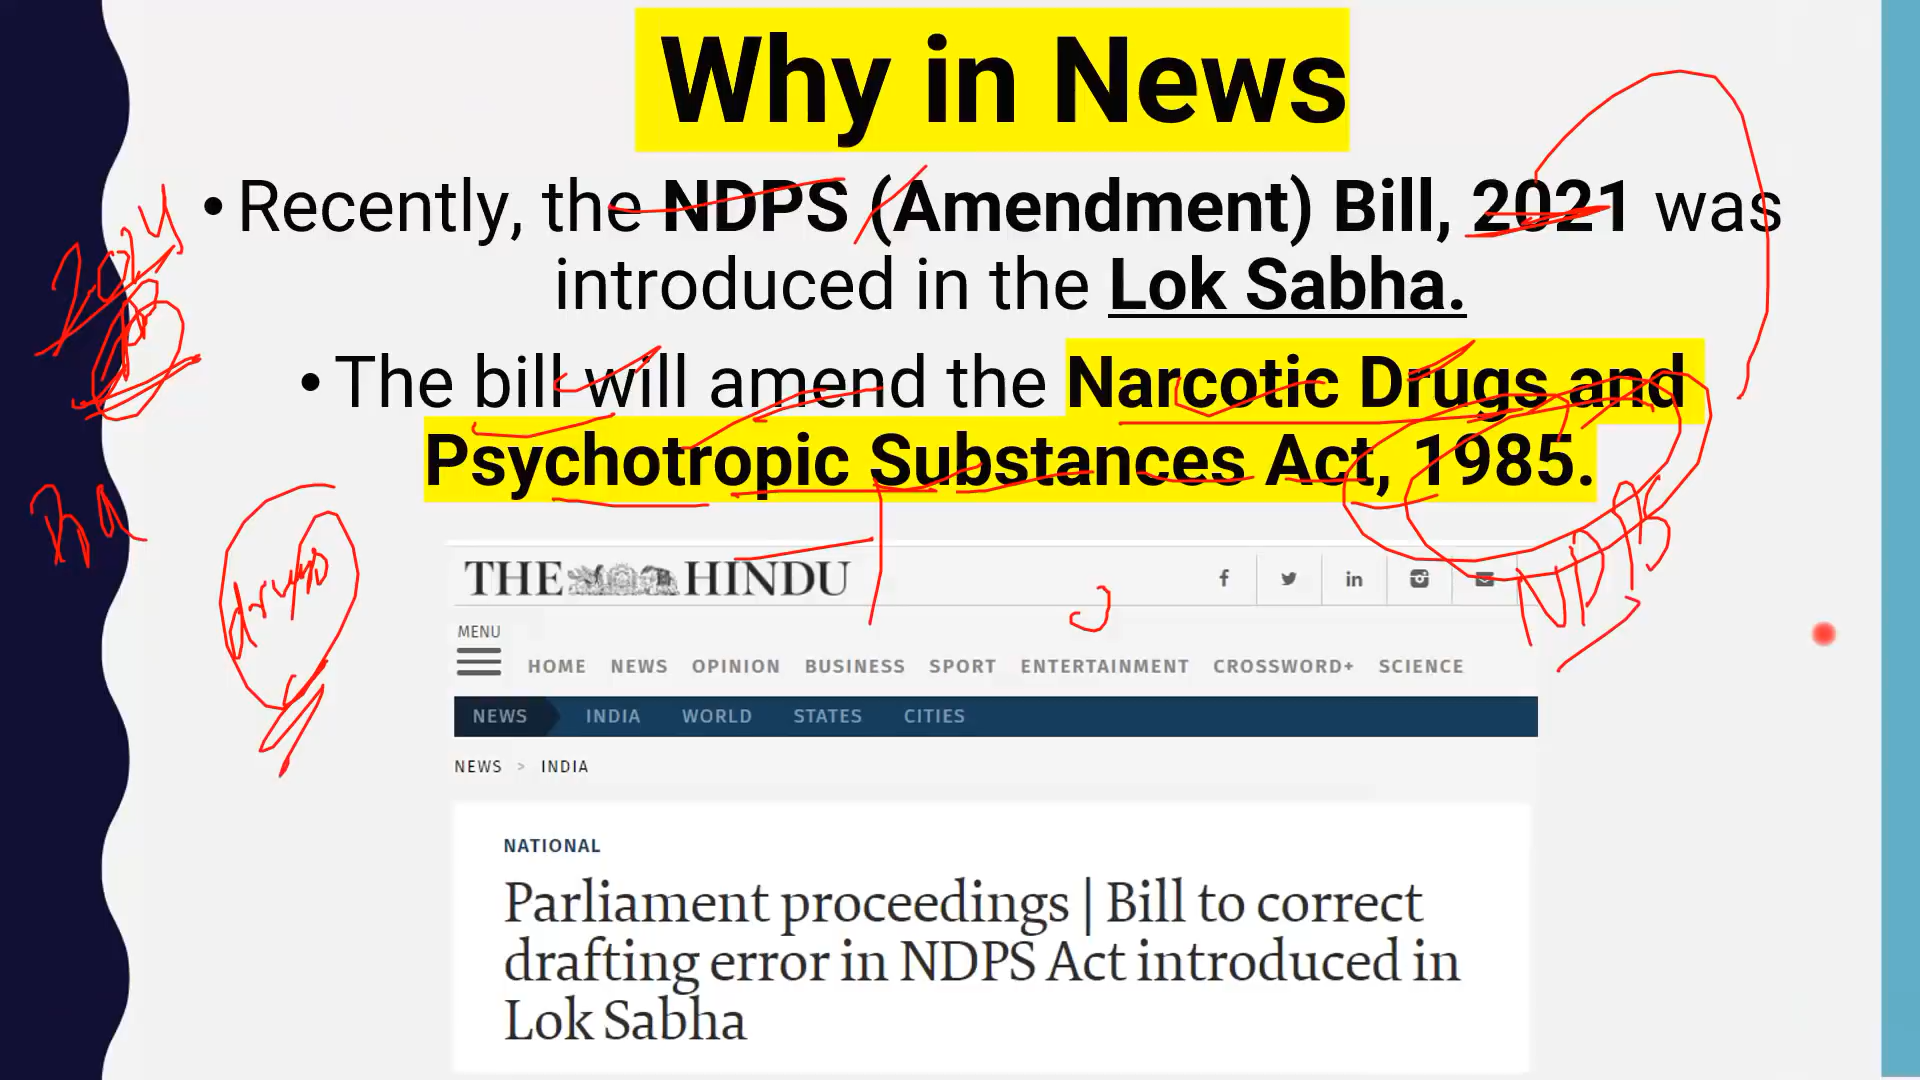 Why in News
• Recently, the NDPS (Amendment) Bill, 2021 was
introduced in the Lok Sabha.
• The bill will amend the Narcotic Drugs and
Psychotropic Substances Act, 1985.
2014
drugs
NDPS
THE HINDU
MENU
HOME NEWS OPINION BUSINESS SPORT ENTERTAINMENT CROSSWORD+ SCIENCE
NEWS INDIA WORLD STATES CITIES
NEWS > INDIA
NATIONAL
Parliament proceedings | Bill to correct
drafting error in NDPS Act introduced in
Lok Sabha